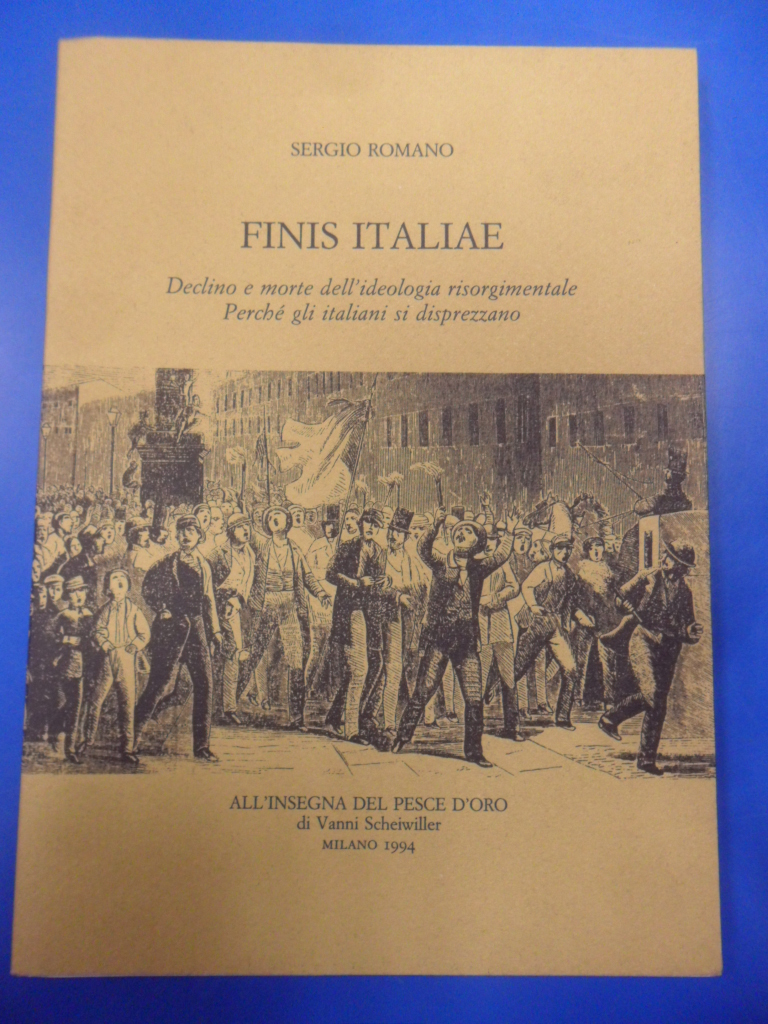 SERGIO ROMANO
FINIS ITALIAE
Declino e morte dell'ideologia risorgimentale
Perché gli italiani si disprezzano
ALL'INSEGNA DEL PESCE D'ORO
di Vanni Scheiwiller
MILANO 1994